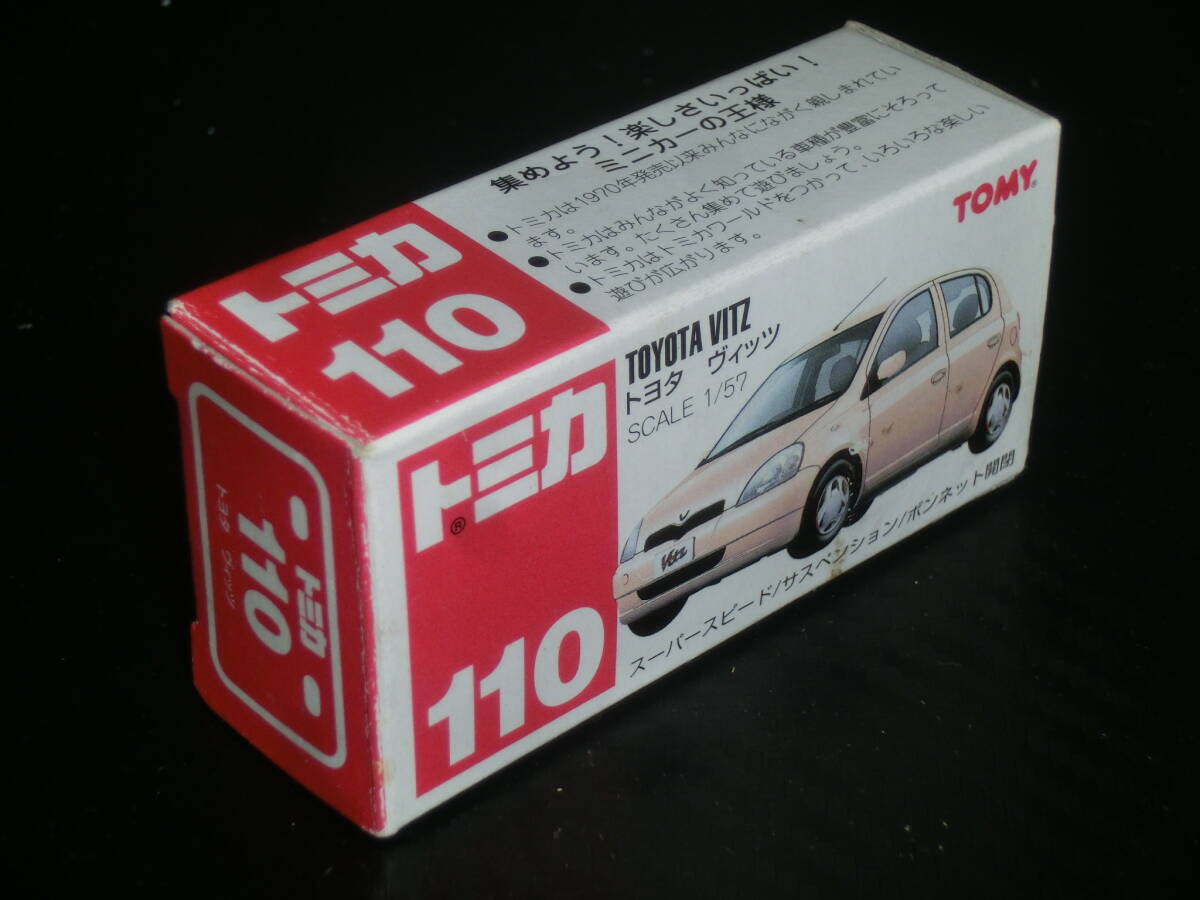 集めよう！楽しさいっぱい！
ミニカーの王様
●トミカは1970年発売以来みんなにながく親しまれてい
ます。
●トミカはみんながよく知っている車種が豊富にそろって
います。たくさん集めて遊びましょう。
●トミカはトミカワールドをつかって、いろいろな楽しい
遊びが広がります。
トミカ
110
TOMY®
TOYOTA VITZ
トヨタ ヴィッツ
SCALE 1/57
トミカ®
110
Vitz
スーパースピード/サスペンション/ボンネット開閉
トミカ
110
トヨタ ヴィッツ